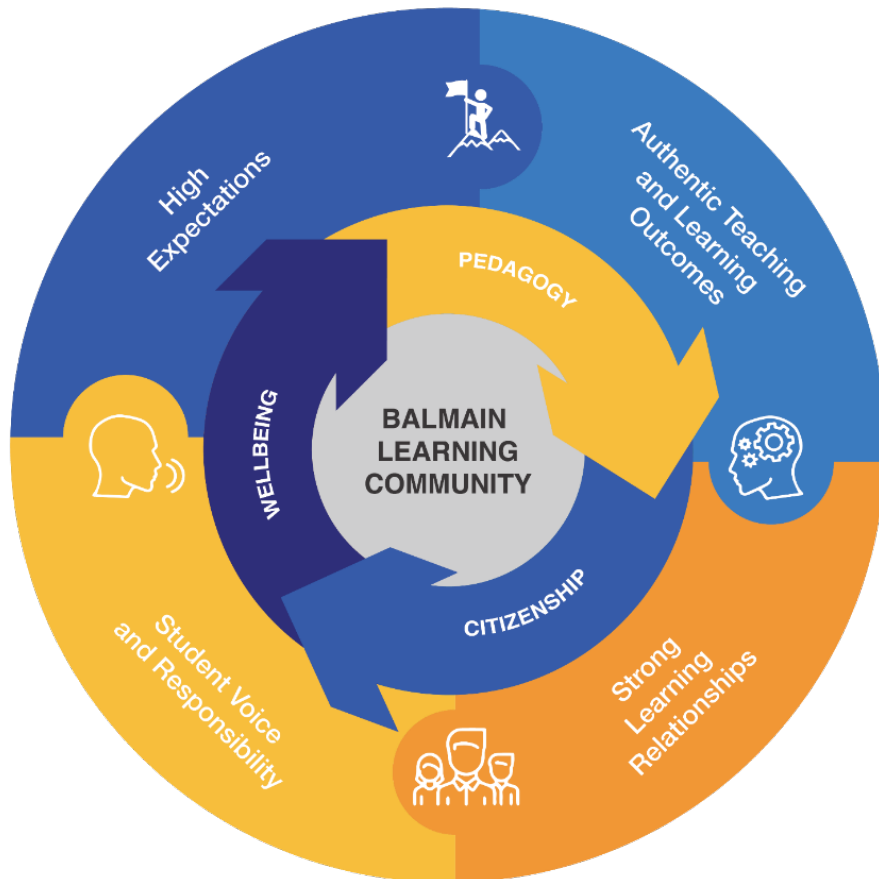 High
Expectations
Authentic Teaching
and Learning
Outcomes
PEDAGOGY
WELLBEING
BALMAIN
LEARNING
COMMUNITY
CITIZENSHIP
Student Voice
and Responsibility
Strong
Learning
Relationships